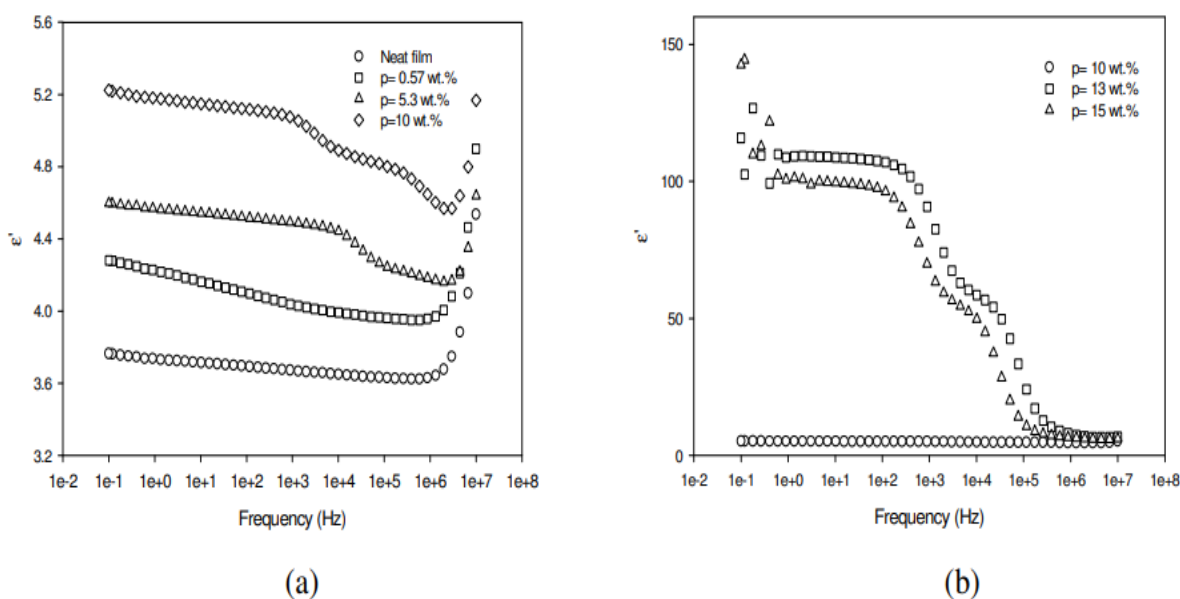 5.6
5.2
4.8
4.4
4.0
3.6
3.2
ε'
Neat film
p= 0.57 wt.%
p= 5.3 wt.%
p=10 wt.%
1e-2 1e-1 1e+0 1e+1 1e+2 1e+3 1e+4 1e+5 1e+6 1e+7 1e+8
Frequency (Hz)
(a)
150
100
50
0
ε'
p= 10 wt.%
p= 13 wt.%
p= 15 wt.%
1e-2 1e-1 1e+0 1e+1 1e+2 1e+3 1e+4 1e+5 1e+6 1e+7 1e+8
Frequency (Hz)
(b)